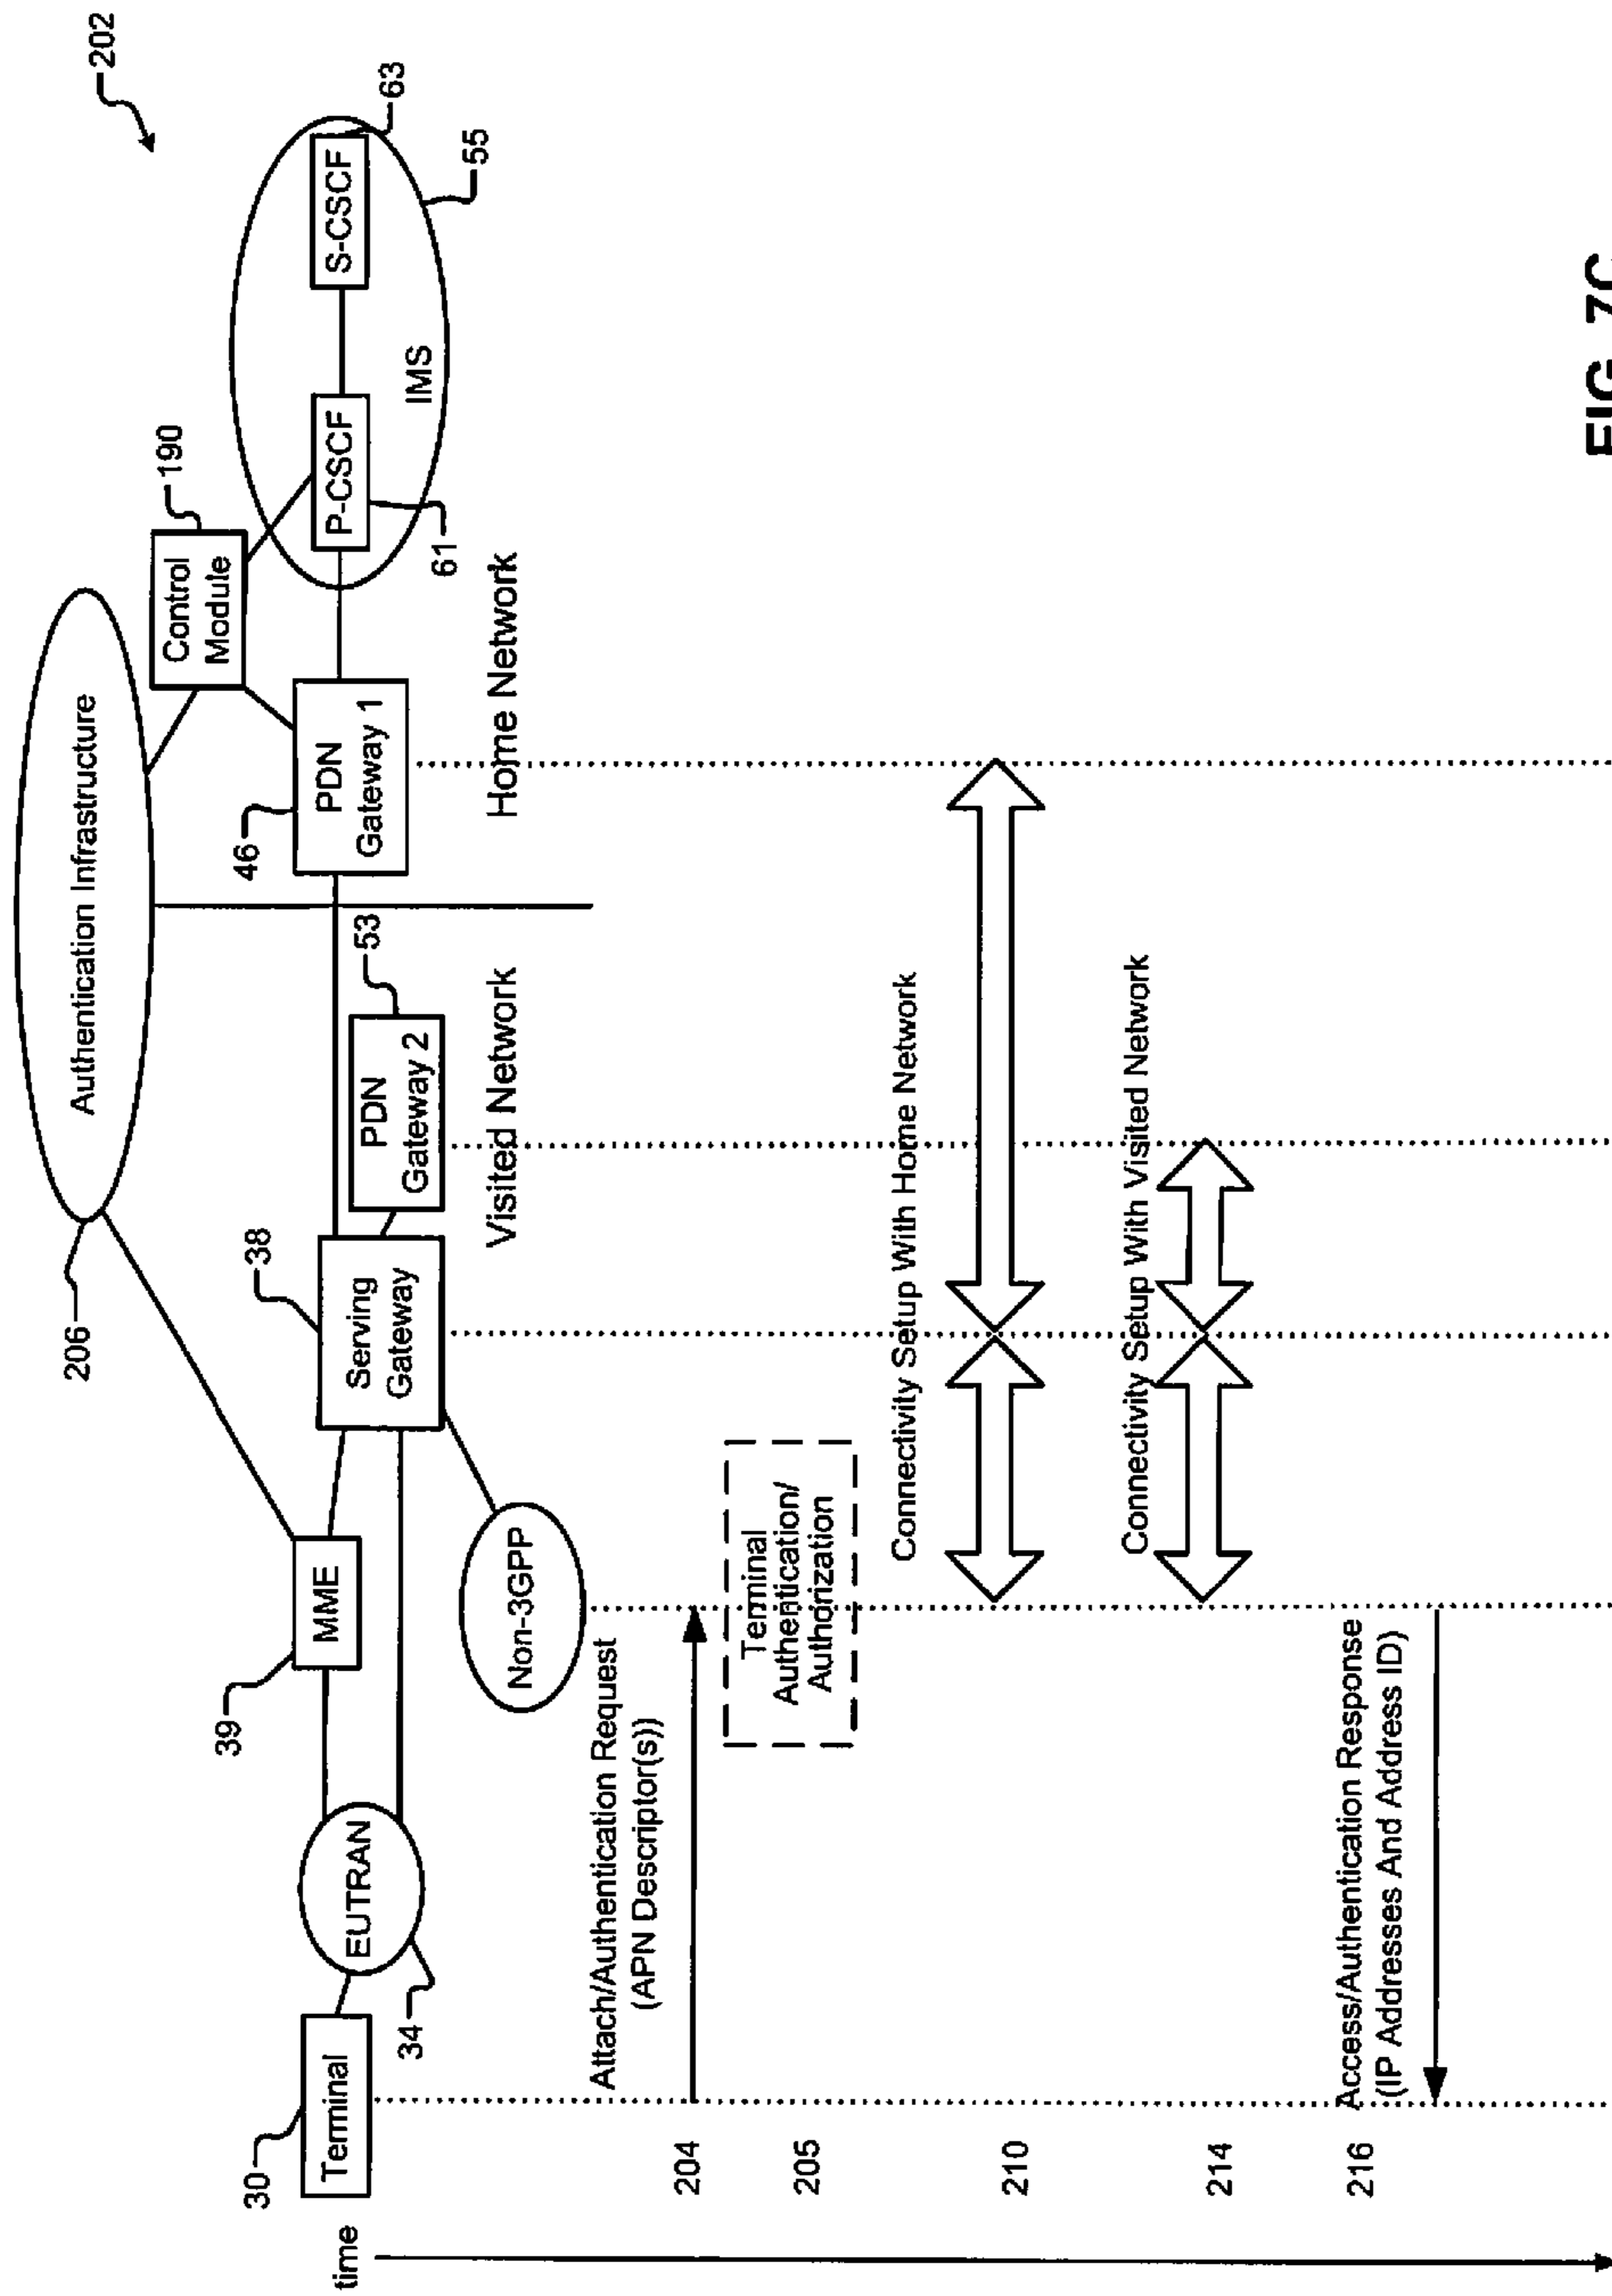 202
Authentication Infrastructure
206
Control
Module
190
S-CSCF
63
P-CSCF
61
IMS
55
PDN
Gateway 1
46
PDN
Gateway 2
53
Serving
Gateway
38
MME
39
EUTRAN
34
Terminal
30
Non-3GPP
Visited Network
Home Network
time
204
Attach/Authentication Request
(APN Descriptor(s))
205
Terminal
Authentication/
Authorization
210
Connectivity Setup With Home Network
214
Connectivity Setup With Visited Network
216
Access/Authentication Response
(IP Addresses And Address ID)
FIG. 7C